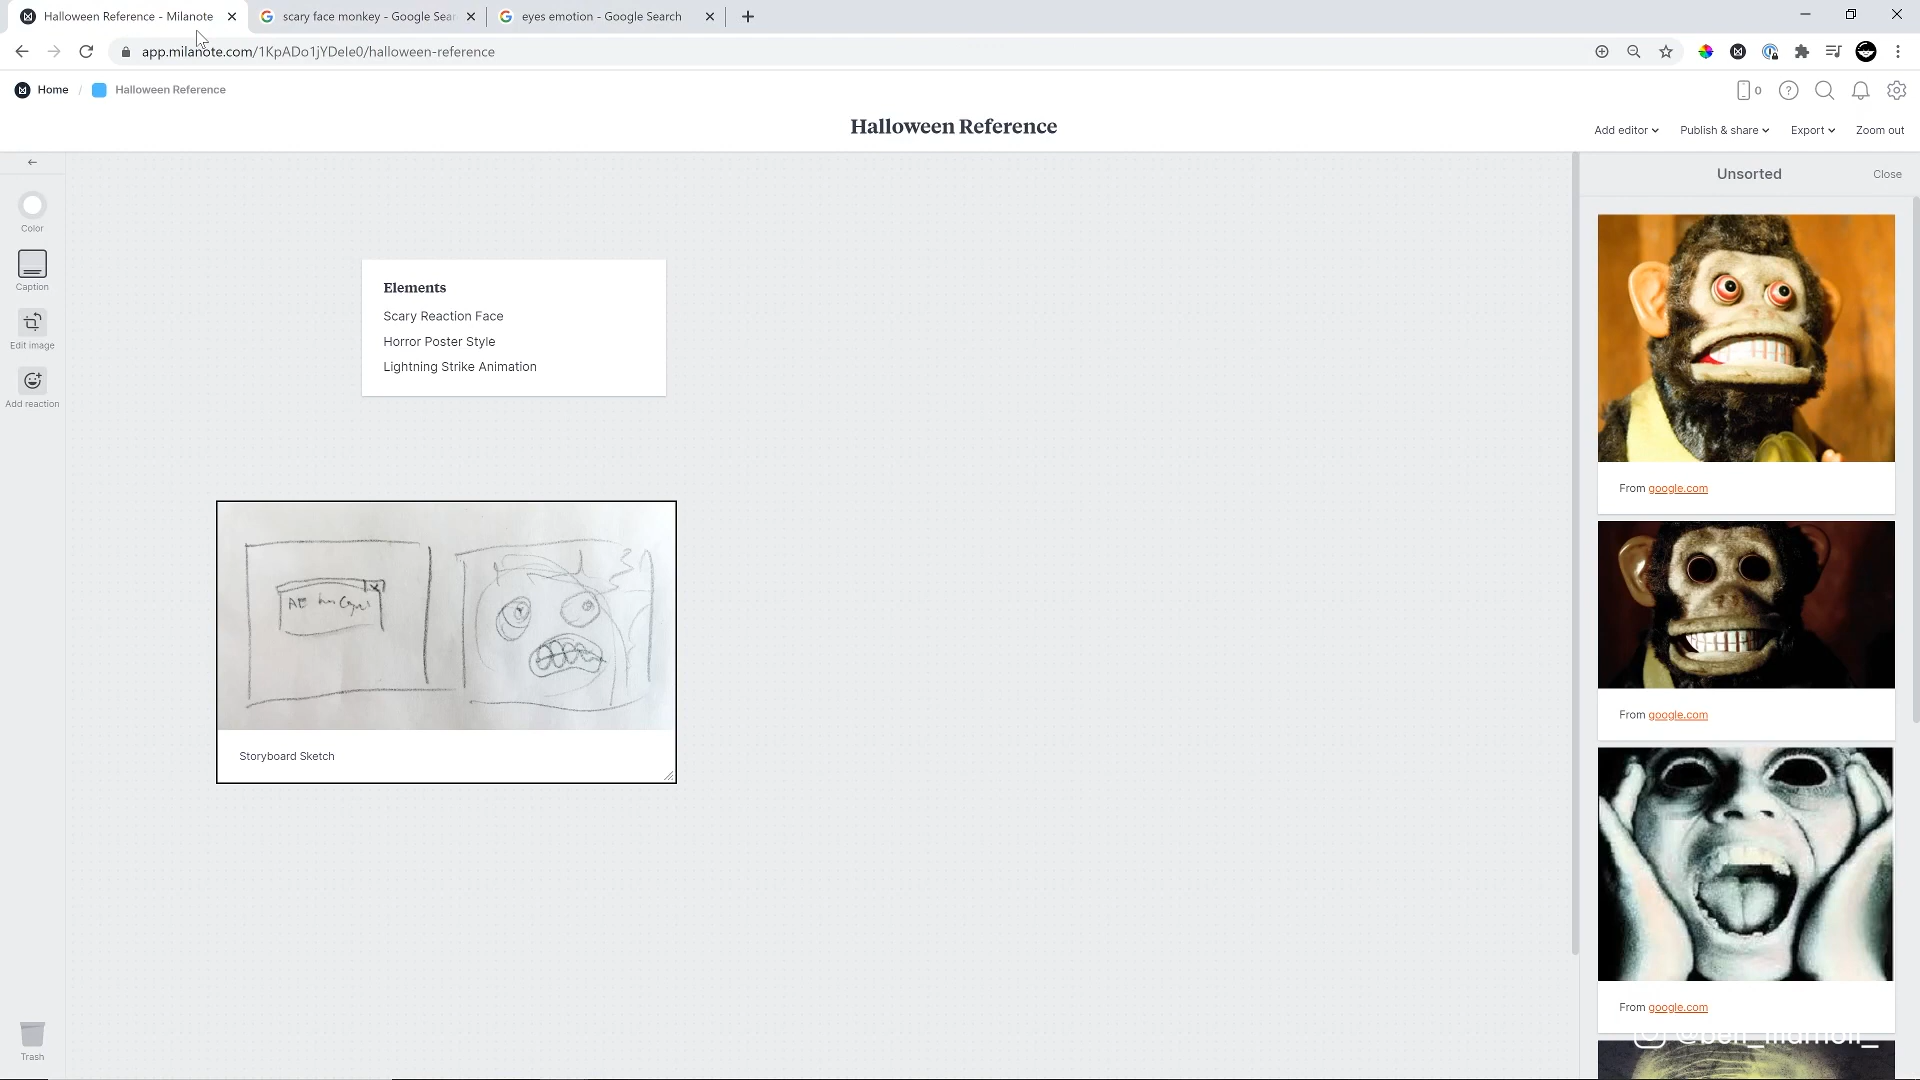 Halloween Reference - Milanote
scary face monkey - Google Sear
eyes emotion - Google Search
app.milanote.com/1KpADo1jYDele0/halloween-reference
Home / Halloween Reference
0
Halloween Reference
Add editor
Publish & share
Export
Zoom out
Unsorted
Close
Color
Caption
Edit image
Add reaction
Trash
Elements
Scary Reaction Face
Horror Poster Style
Lightning Strike Animation
AE
Storyboard Sketch
From google.com
From google.com
From google.com